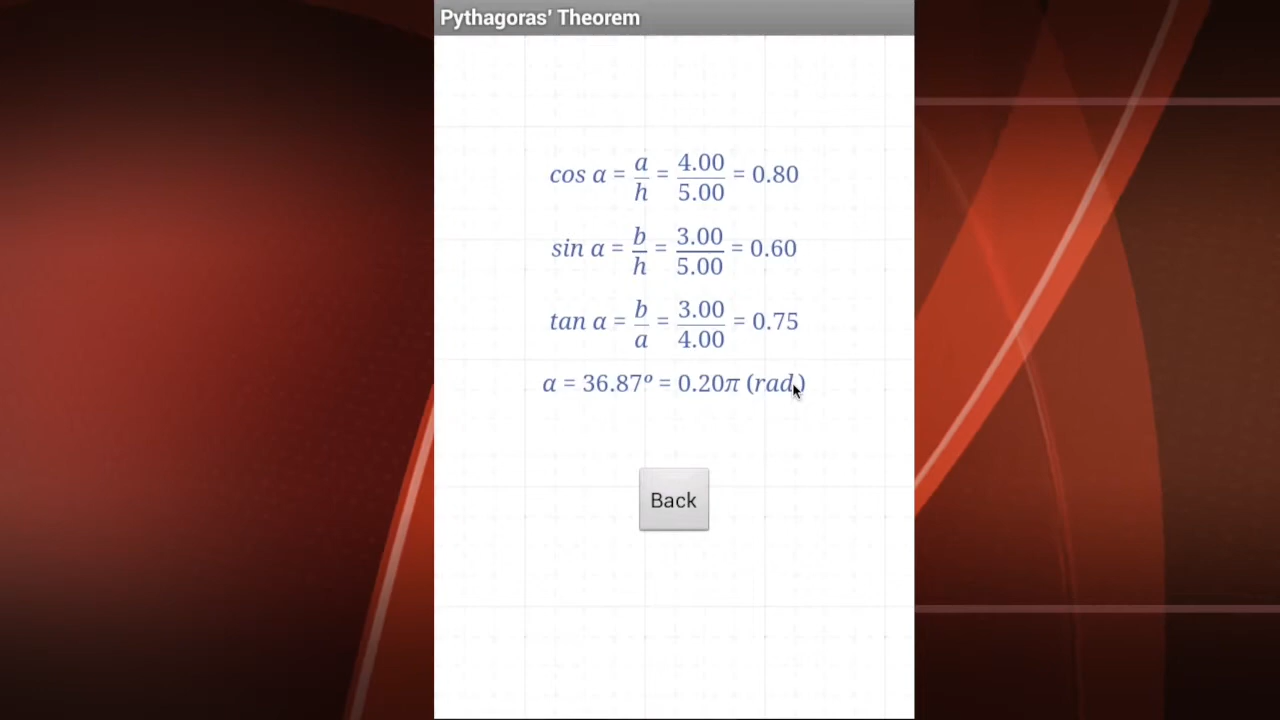 Pythagoras' Theorem
cos α = a/h = 4.00/5.00 = 0.80
sin α = b/h = 3.00/5.00 = 0.60
tan α = b/a = 3.00/4.00 = 0.75
α = 36.87º = 0.20π (rad.)
Back